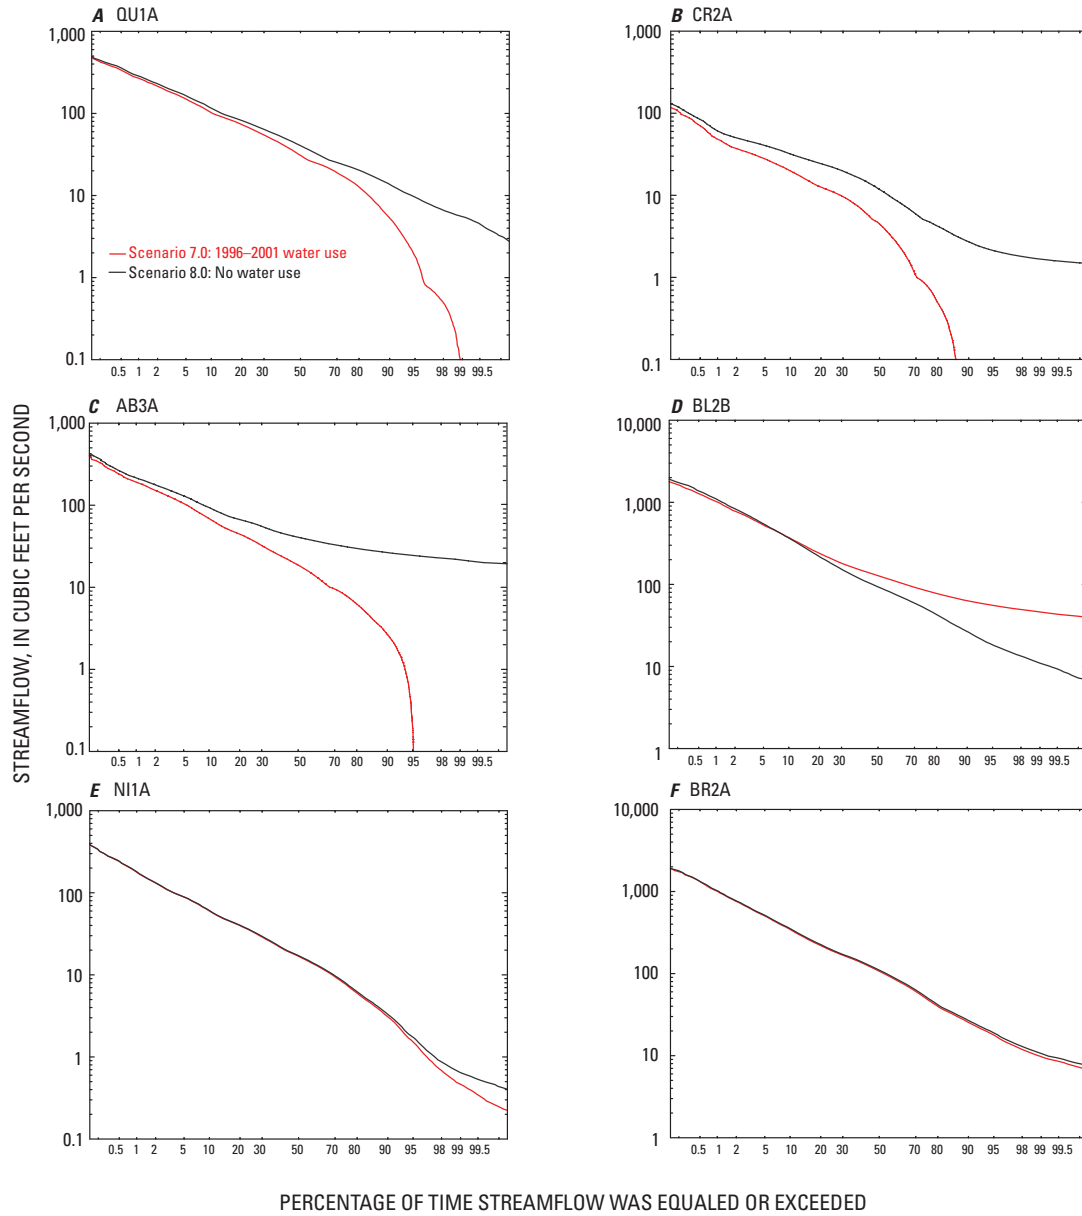 A QU1A
1,000
100
10
1
0.1
Scenario 7.0: 1996–2001 water use
Scenario 8.0: No water use
0.5 1 2 5 10 20 30 50 70 80 90 95 98 99 99.5
B CR2A
1,000
100
10
1
0.1
0.5 1 2 5 10 20 30 50 70 80 90 95 98 99 99.5
STREAMFLOW, IN CUBIC FEET PER SECOND
C AB3A
1,000
100
10
1
0.1
0.5 1 2 5 10 20 30 50 70 80 90 95 98 99 99.5
D BL2B
10,000
1,000
100
10
1
0.5 1 2 5 10 20 30 50 70 80 90 95 98 99 99.5
E NI1A
1,000
100
10
1
0.1
0.5 1 2 5 10 20 30 50 70 80 90 95 98 99 99.5
F BR2A
10,000
1,000
100
10
1
0.5 1 2 5 10 20 30 50 70 80 90 95 98 99 99.5
PERCENTAGE OF TIME STREAMFLOW WAS EQUALED OR EXCEEDED